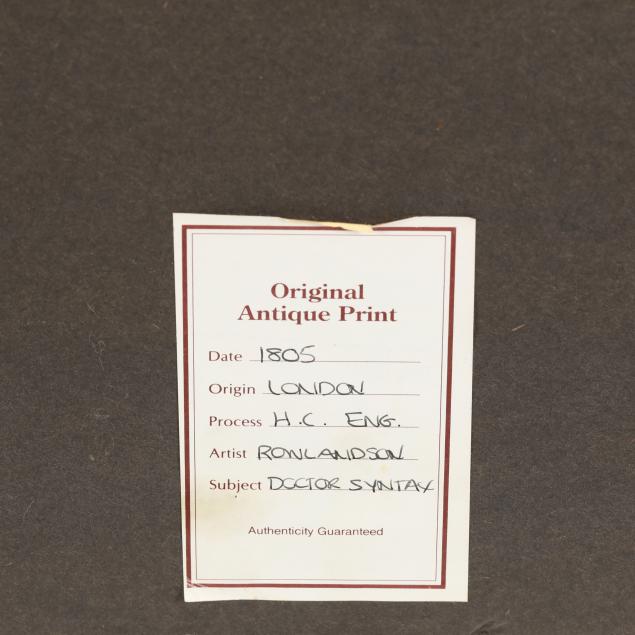 Original
Antique Print
Date 1805
Origin LONDON
Process H.C. ENG.
Artist ROWLANDSON
Subject DOCTOR SYNTAX
Authenticity Guaranteed